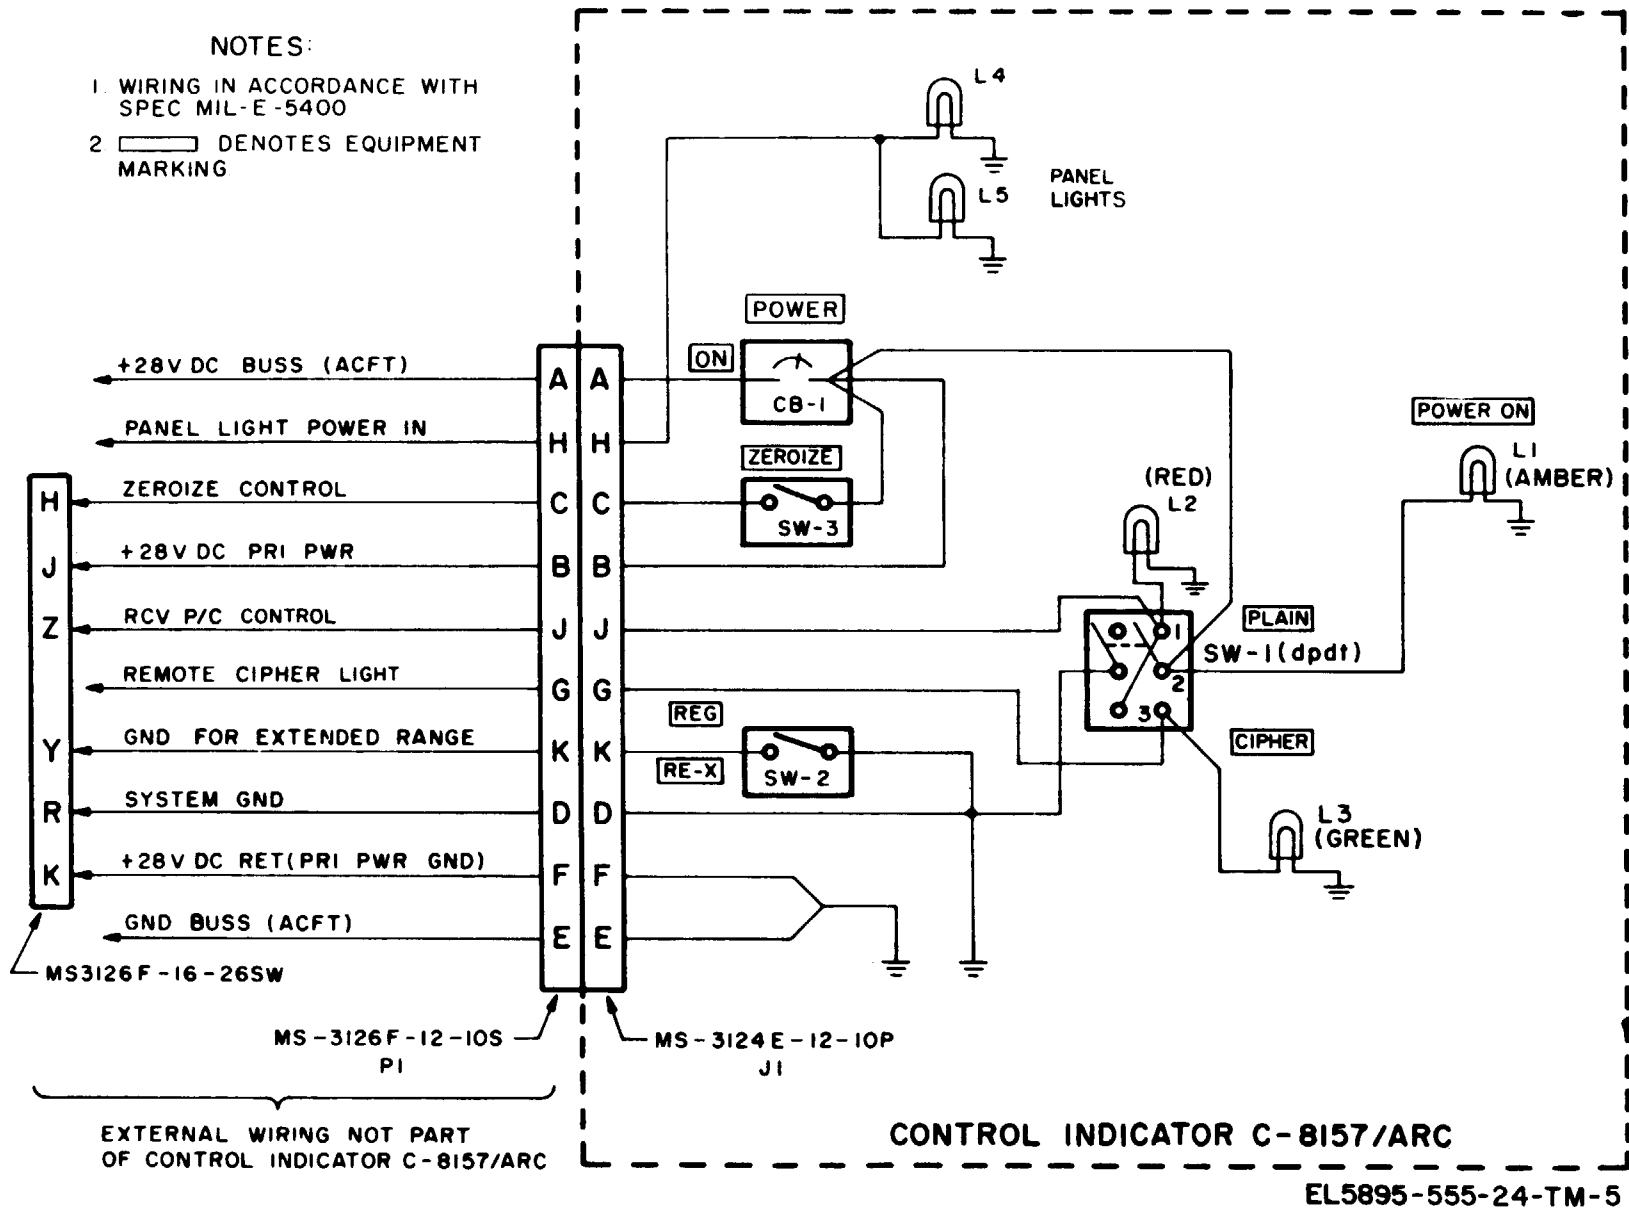 NOTES:
1. WIRING IN ACCORDANCE WITH
SPEC MIL-E-5400
2 DENOTES EQUIPMENT
MARKING
L4
L5
PANEL
LIGHTS
POWER
ON
CB-1
+28V DC BUSS (ACFT)
A A
PANEL LIGHT POWER IN
H H
ZEROIZE
SW-3
H
ZEROIZE CONTROL
C C
J
+28V DC PRI PWR
B B
Z
RCV P/C CONTROL
J J
REMOTE CIPHER LIGHT
G G
Y
GND FOR EXTENDED RANGE
K K
R
SYSTEM GND
D D
K
+28V DC RET (PRI PWR GND)
F F
GND BUSS (ACFT)
E E
POWER ON
L1
(AMBER)
(RED)
L2
PLAIN
SW-1(dpdt)
1
2
3
CIPHER
REG
RE-X
SW-2
L3
(GREEN)
MS3126F-16-26SW
MS-3126F-12-10S
P1
MS-3124E-12-10P
J1
EXTERNAL WIRING NOT PART
OF CONTROL INDICATOR C-8157/ARC
CONTROL INDICATOR C-8157/ARC
EL5895-555-24-TM-5